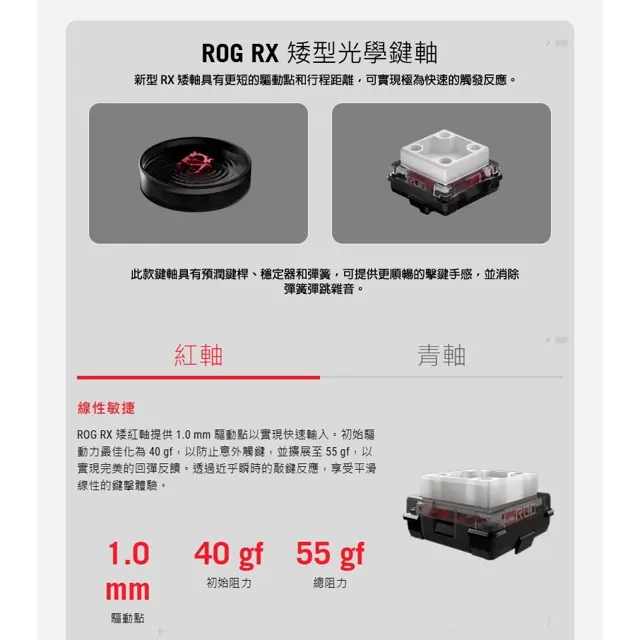 ROG RX 矮型光學鍵軸
新型 RX 矮軸具有更短的驅動點和行程距離，可實現極為快速的觸發反應。
此款鍵軸具有預潤鍵桿、穩定器和彈簧，可提供更順暢的擊鍵手感，並消除
彈簧彈跳雜音。
紅軸
青軸
線性敏捷
ROG RX 矮紅軸提供 1.0 mm 驅動點以實現快速輸入。初始驅
動力最佳化為 40 gf，以防止意外觸鍵，並擴展至 55 gf，以
實現完美的回彈反饋。透過近乎瞬時的敲鍵反應，享受平滑
線性的鍵擊體驗。
ROG
1.0
mm
驅動點
40 gf
初始阻力
55 gf
總阻力